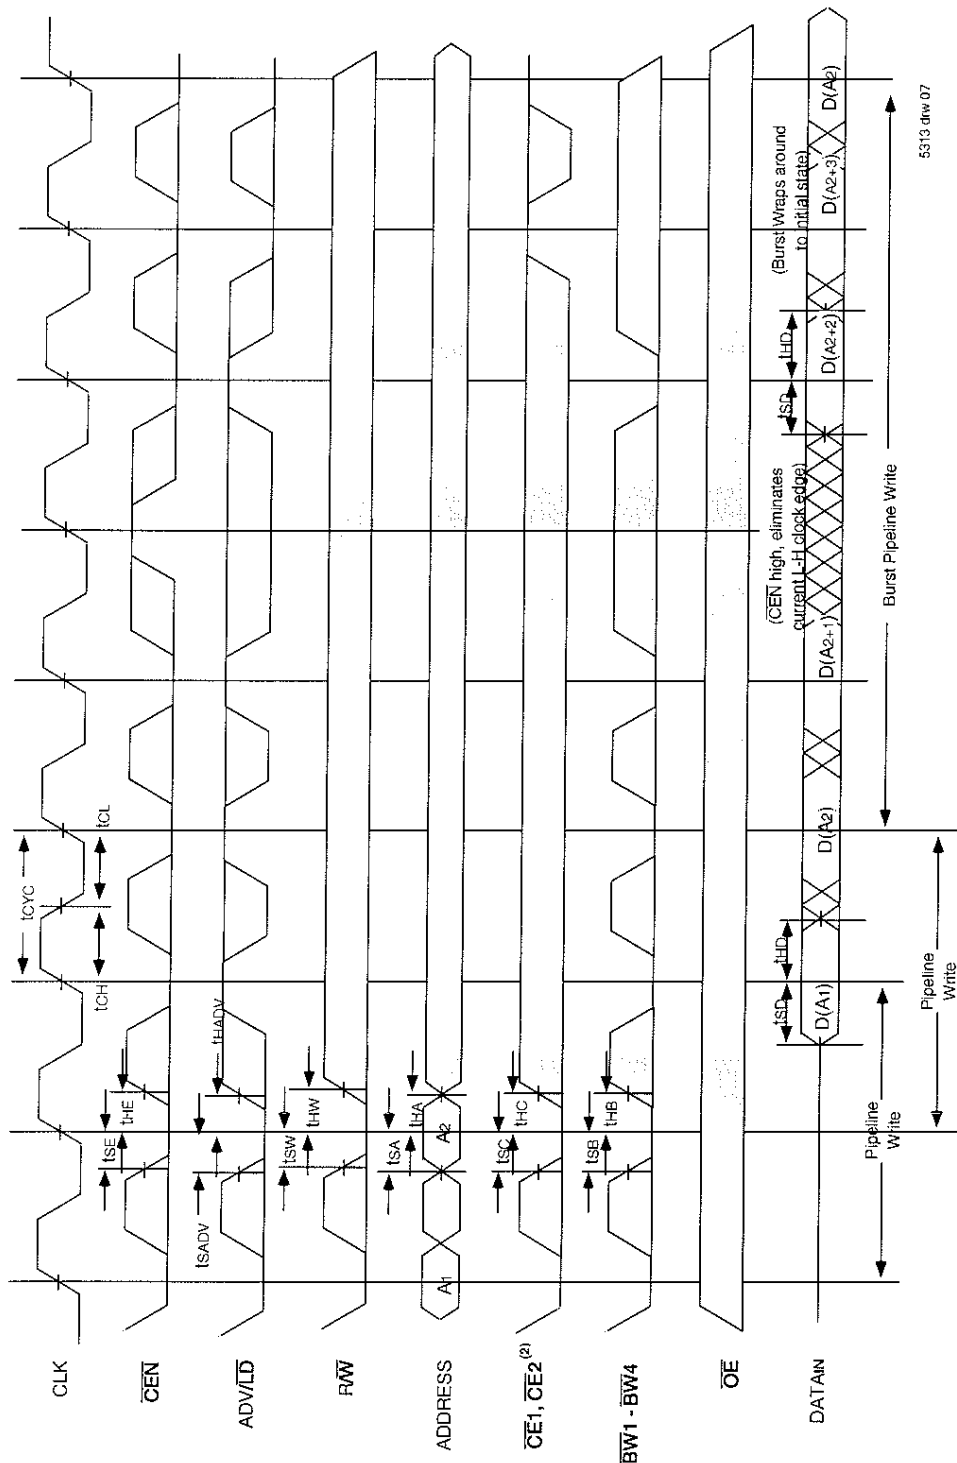 CLK
tCYC
tCH
tCL
CEN
tSE
tHE
ADV/LD
tSADV
tHADV
R/W
tSW
tHW
ADDRESS
A1
A2
tSA
tHA
CE1, CE2 (2)
tSC
tHC
BW1 - BW4
tSB
tHB
OE
DATAIN
tSD
tHD
D(A1)
D(A2)
(CEN high, eliminates
current L-H clock edge)
D(A2+1)
tSD
tHD
D(A2+2)
(Burst Wraps around
to initial state)
D(A2+3)
D(A2)
Pipeline
Write
Pipeline
Write
Burst Pipeline Write
5313 drw 07